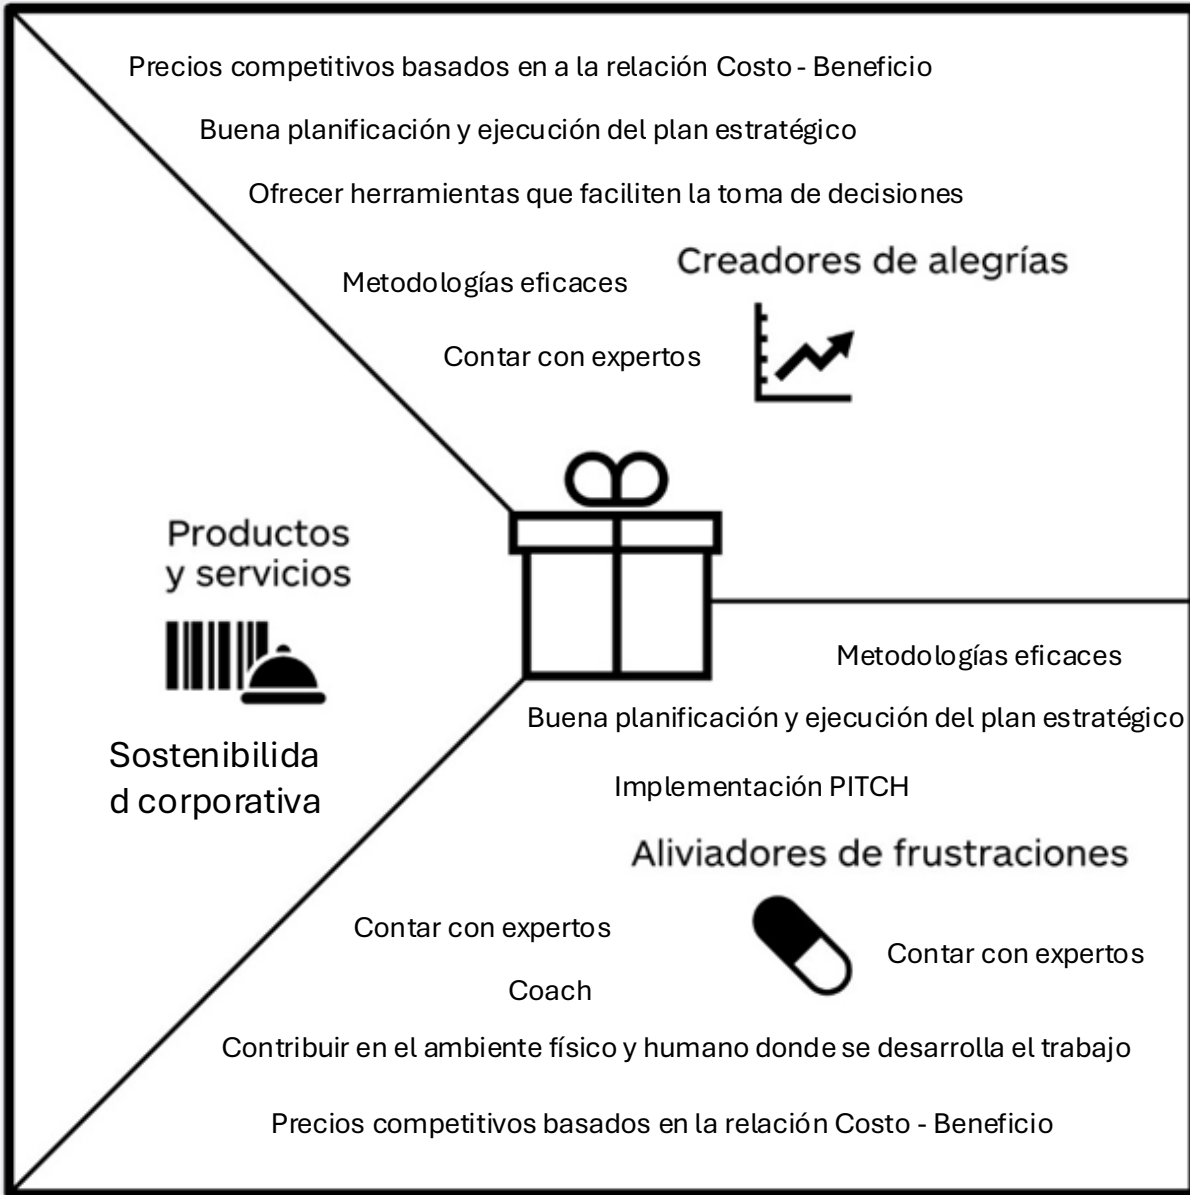 Precios competitivos basados en a la relación Costo - Beneficio
Buena planificación y ejecución del plan estratégico
Ofrecer herramientas que faciliten la toma de decisiones
Creadores de alegrías
Metodologías eficaces
Contar con expertos
Productos
y servicios
Sostenibilida
d corporativa
Metodologías eficaces
Buena planificación y ejecución del plan estratégico
Implementación PITCH
Aliviadores de frustraciones
Contar con expertos
Contar con expertos
Coach
Contribuir en el ambiente físico y humano donde se desarrolla el trabajo
Precios competitivos basados en la relación Costo - Beneficio